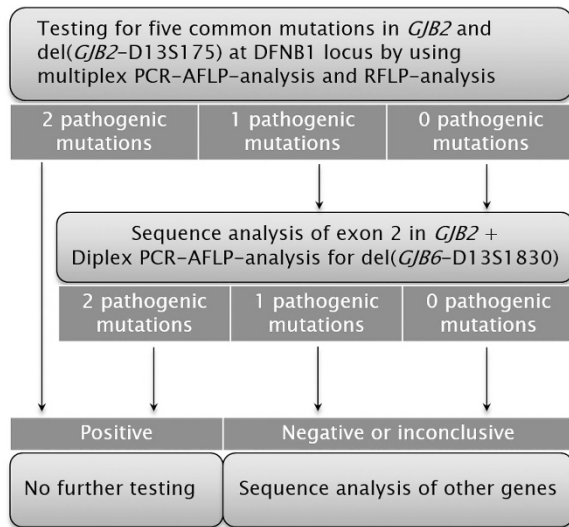 Testing for five common mutations in GJB2 and
del(GJB2-D13S175) at DFNB1 locus by using
multiplex PCR-AFLP-analysis and RFLP-analysis
2 pathogenic
mutations
1 pathogenic
mutations
0 pathogenic
mutations
Sequence analysis of exon 2 in GJB2 +
Diplex PCR-AFLP-analysis for del(GJB6-D13S1830)
2 pathogenic
mutations
1 pathogenic
mutations
0 pathogenic
mutations
Positive
Negative or inconclusive
No further testing
Sequence analysis of other genes